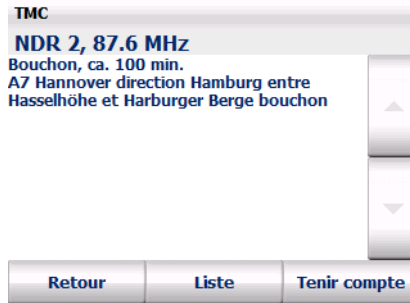 TMC
NDR 2, 87.6 MHz
Bouchon, ca. 100 min.
A7 Hannover direction Hamburg entre
Hasselhöhe et Harburger Berge bouchon
Retour
Liste
Tenir compte